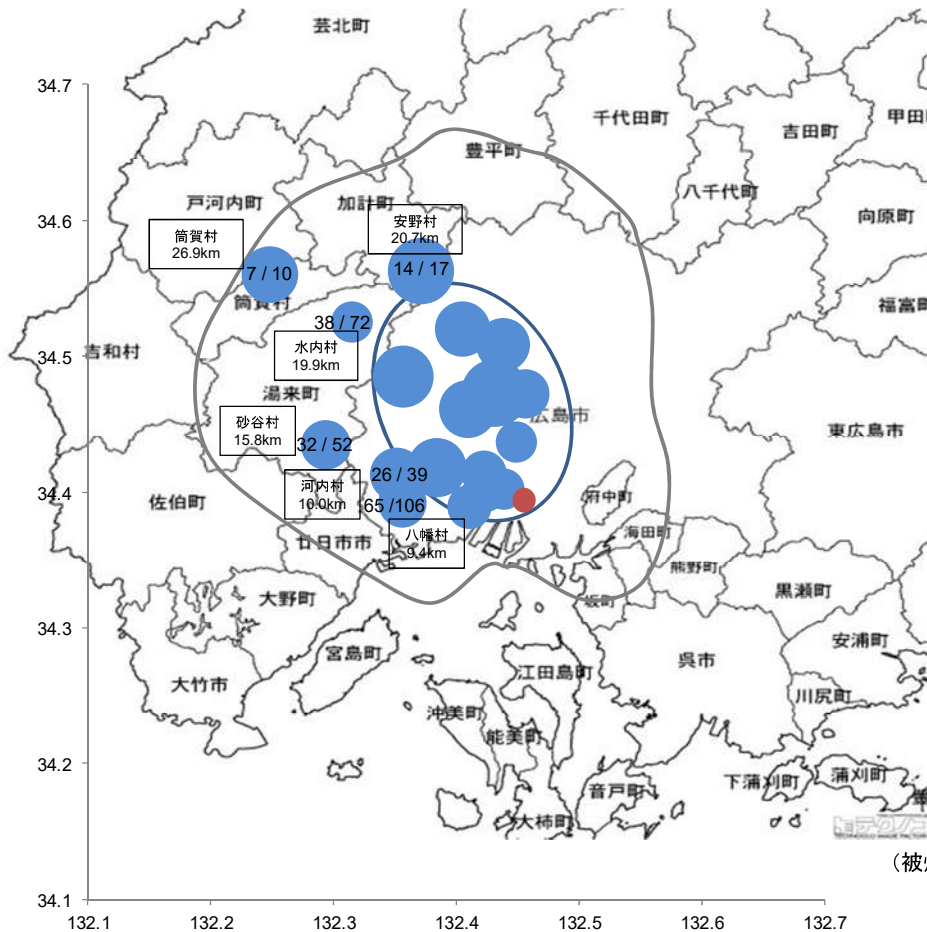 芸北町
34.7
千代田町
吉田町
甲田町
豊平町
八千代町
戸河内町
加計町
向原町
34.6
安野村
20.7km
筒賀村
26.9km
14 / 17
7 / 10
筒賀村
福富町
38 / 72
34.5
吉和村
水内村
19.9km
湯来町
広島市
東広島市
砂谷村
15.8km
32 / 52
26 / 39
河内村
10.0km
34.4
佐伯町
府中町
65 /106
八幡村
9.4km
海田町
廿日市市
熊野町
黒瀬町
大野町
坂町
34.3
安浦町
宮島町
呉市
江田島町
大竹市
川尻町
沖美町
能美町
34.2
下蒲刈町
蒲刈町
音戸町
大柿町
(被
34.1
132.1
132.2
132.3
132.4
132.5
132.6
132.7